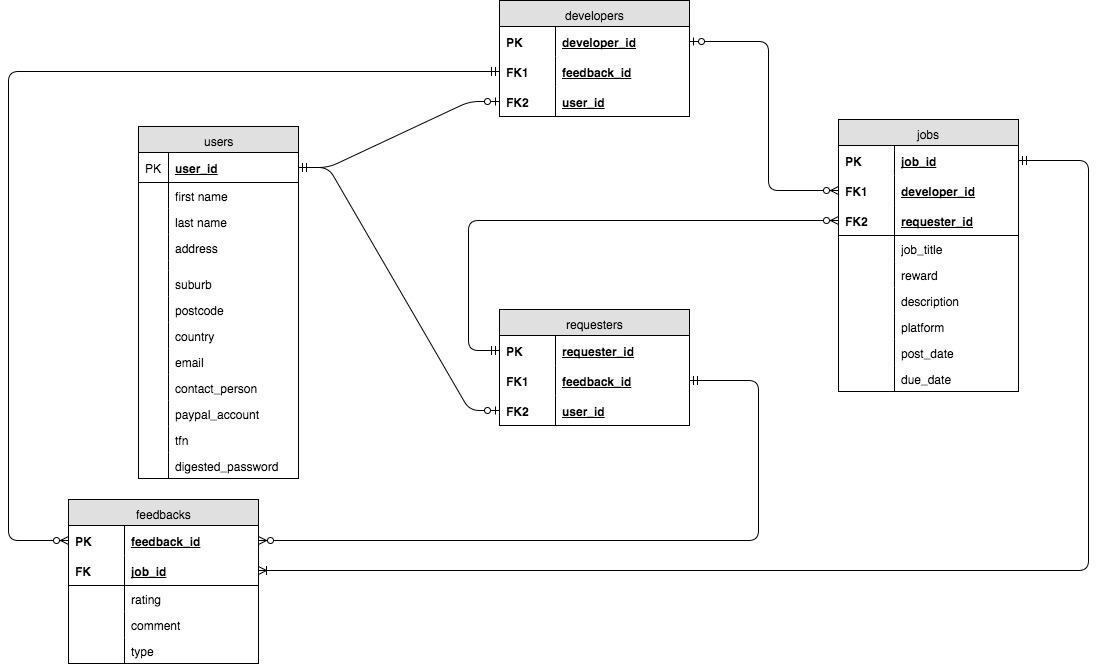 developers
PK developer_id
FK1 feedback_id
FK2 user_id
users
PK user_id
first name
last name
address
suburb
postcode
country
email
contact_person
paypal_account
tfn
digested_password
jobs
PK job_id
FK1 developer_id
FK2 requester_id
job_title
reward
description
platform
post_date
due_date
requesters
PK requester_id
FK1 feedback_id
FK2 user_id
feedbacks
PK feedback_id
FK job_id
rating
comment
type